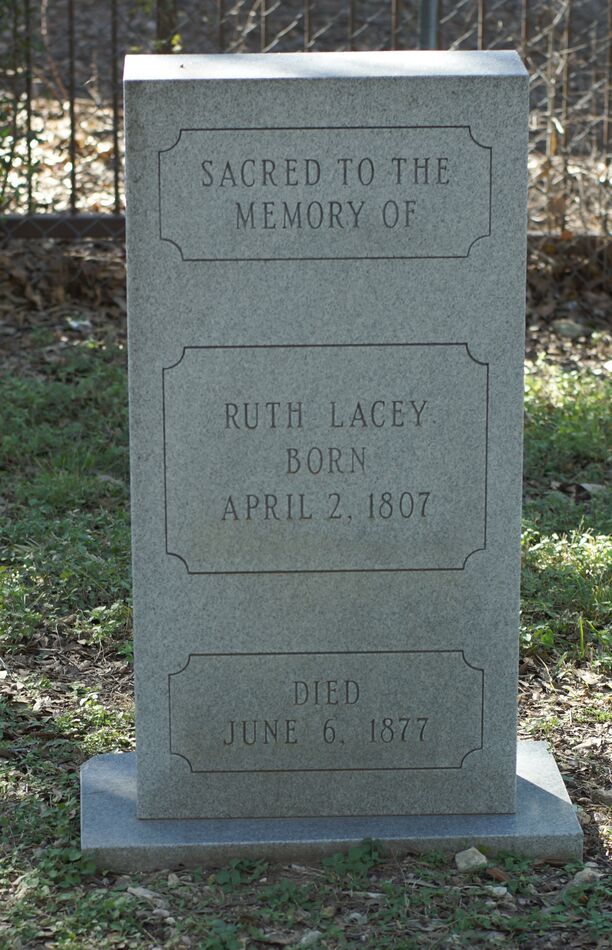 SACRED TO THE
MEMORY OF
RUTH LACEY
BORN
APRIL 2, 1807
DIED
JUNE 6, 1877